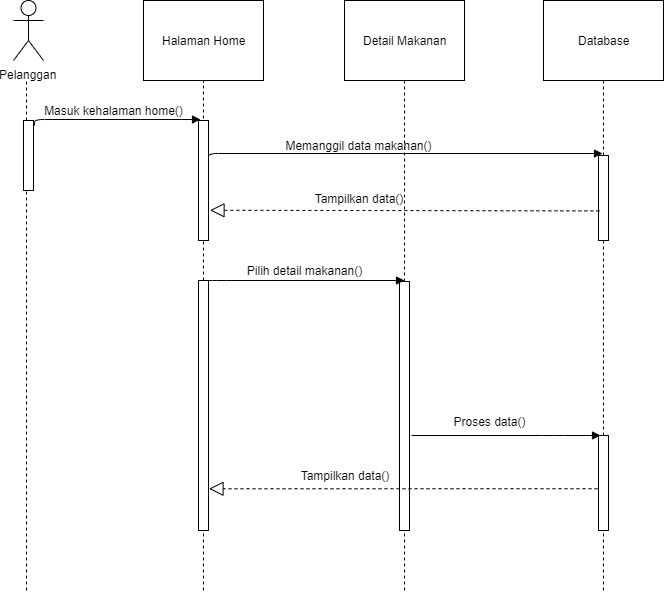 Pelanggan
Halaman Home
Detail Makanan
Database
Masuk kehalaman home()
Memanggil data makanan()
Tampilkan data()
Pilih detail makanan()
Proses data()
Tampilkan data()